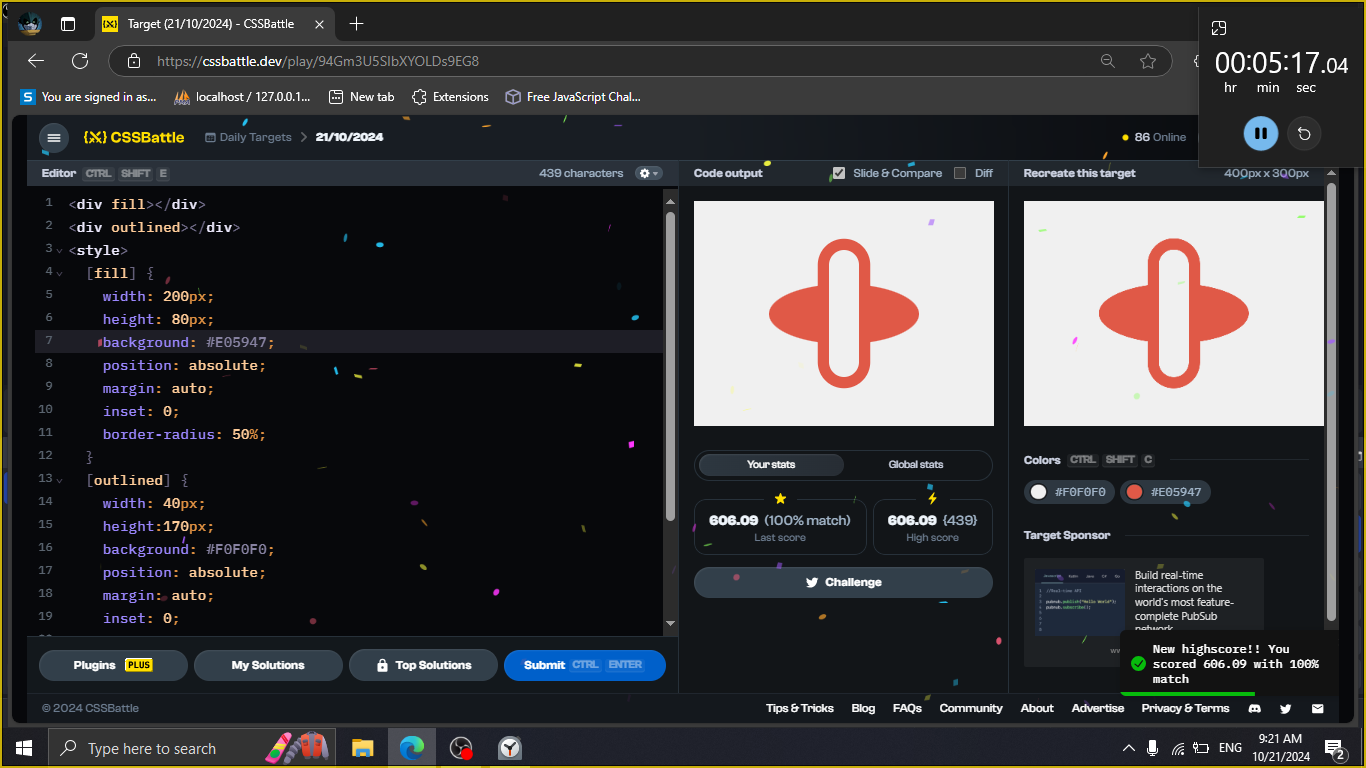 Target (21/10/2024) - CSSBattle
00:05:17.04
hr min sec
https://cssbattle.dev/play/94Gm3U5SIbXYOLDs9EG8
You are signed in as...
localhost / 127.0.0.1...
New tab
Extensions
Free JavaScript Chal...
CSSBattle
Daily Targets
21/10/2024
86 Online
Editor CTRL SHIFT E
439 characters
Code output
Slide & Compare
Diff
Recreate this target
400px x 300px
1 <div fill></div>
2 <div outlined></div>
3 <style>
4 [fill] {
5 width: 200px;
6 height: 80px;
7 background: #E05947;
8 position: absolute;
9 margin: auto;
10 inset: 0;
11 border-radius: 50%;
12 }
13 [outlined] {
14 width: 40px;
15 height:170px;
16 background: #F0F0F0;
17 position: absolute;
18 margin: auto;
19 inset: 0;
Your stats
Global stats
606.09 (100% match)
Last score
606.09 {439}
High score
Challenge
Colors CTRL SHIFT C
#F0F0F0
#E05947
Target Sponsor
Build real-time
interactions on the
world's most feature-
complete PubSub
network
New highscore!! You
scored 606.09 with 100%
match
Plugins PLUS
My Solutions
Top Solutions
Submit CTRL ENTER
© 2024 CSSBattle
Tips & Tricks
Blog
FAQs
Community
About
Advertise
Privacy & Terms
Type here to search
ENG
9:21 AM
10/21/2024
2